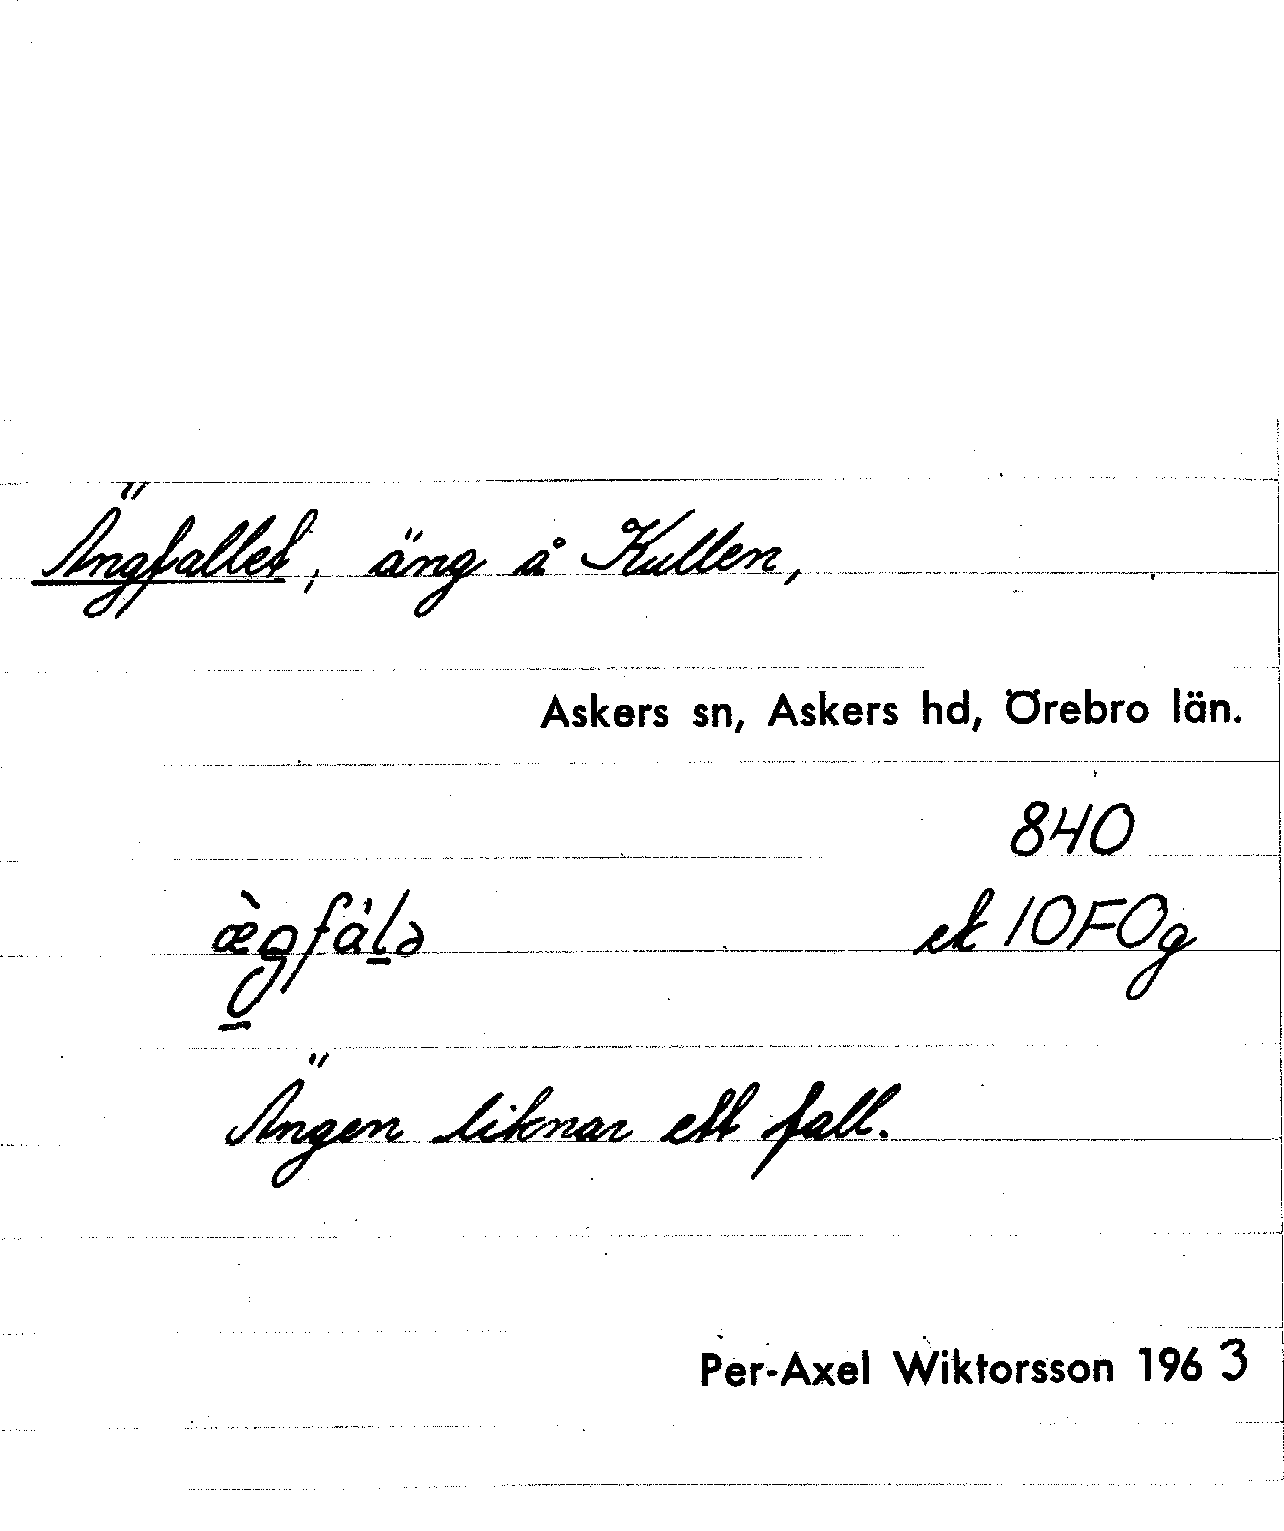 Ängfallet, äng å Kullen,
Askers sn, Askers hd, Örebro län.
840
ek 10F0g
Ängen liknar ett fall.
Per-Axel Wiktorsson 1963